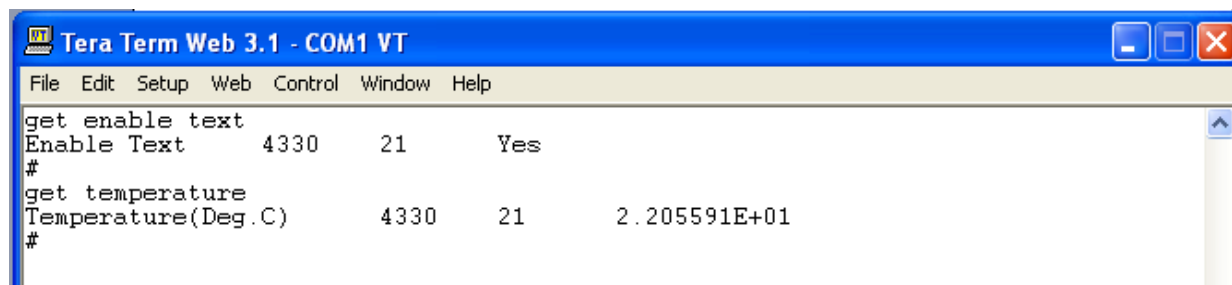 Tera Term Web 3.1 - COM1 VT
File Edit Setup Web Control Window Help
get enable text
Enable Text 4330 21 Yes
#
get temperature
Temperature(Deg.C) 4330 21 2.205591E+01
#